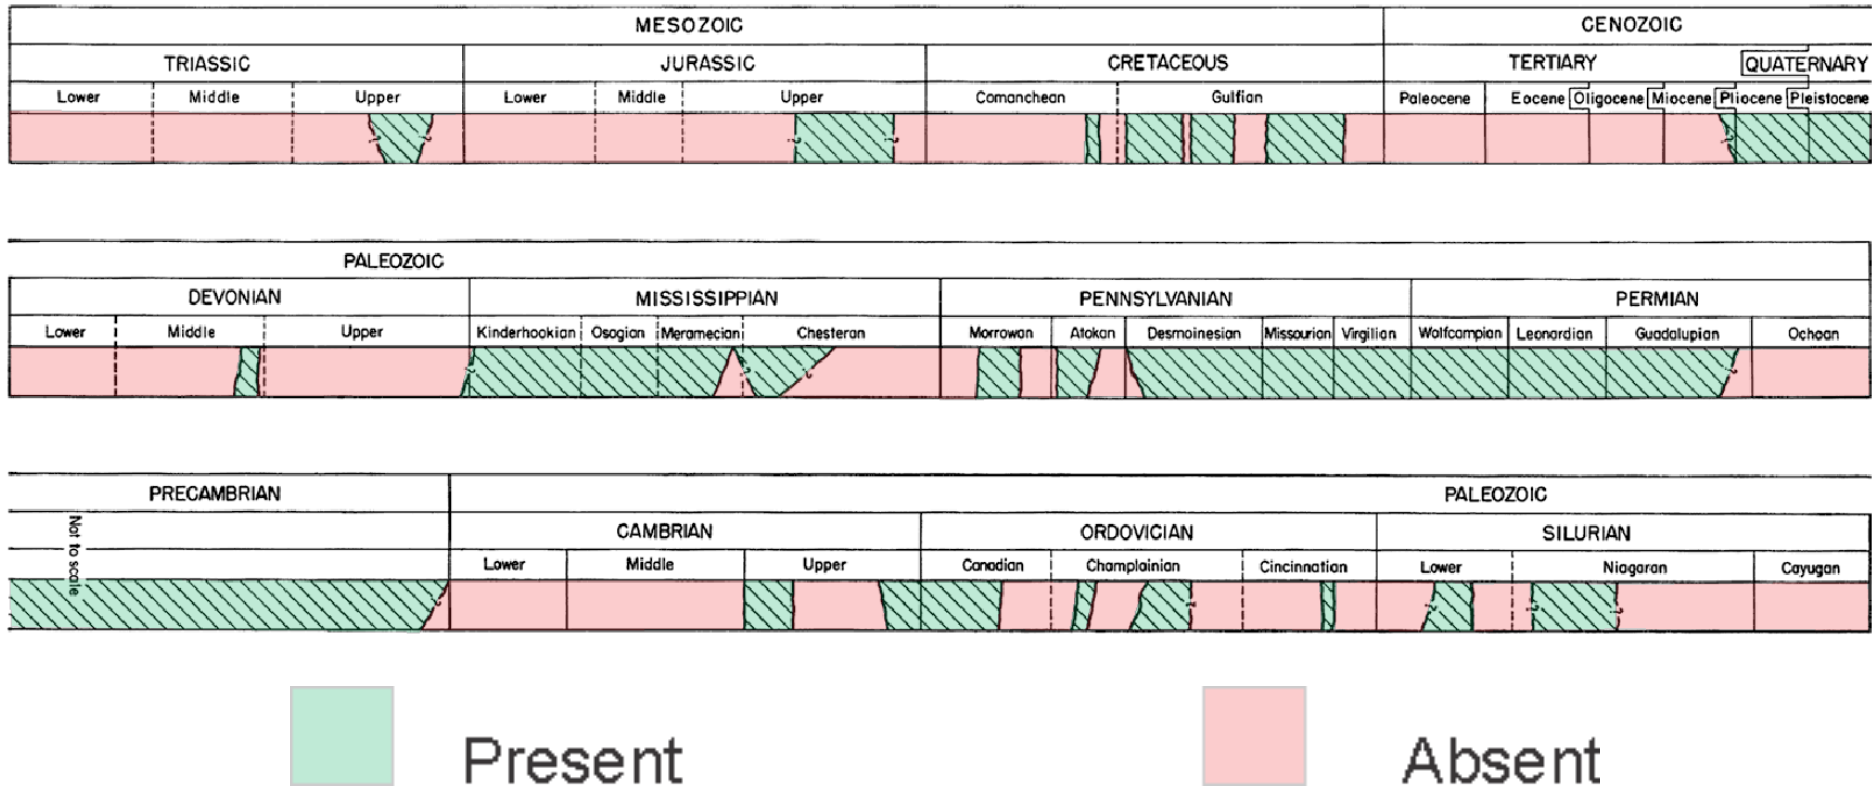 MESOZOIC CENOZOIC
TRIASSIC JURASSIC CRETACEOUS TERTIARY QUATERNARY
Lower Middle Upper Lower Middle Upper Comanchean Gulfian Paleocene Eocene Oligocene Miocene Pliocene Pleistocene
PALEOZOIC
DEVONIAN MISSISSIPPIAN PENNSYLVANIAN PERMIAN
Lower Middle Upper Kinderhookian Osagian Meramecian Chesteran Morrowan Atokan Desmoinesian Missourian Virgilian Wolfcampian Leonardian Guadalupian Ochoan
PRECAMBRIAN PALEOZOIC
Not to scale
CAMBRIAN ORDOVICIAN SILURIAN
Lower Middle Upper Canadian Champlainian Cincinnatian Lower Niagaran Cayugan
Present Absent